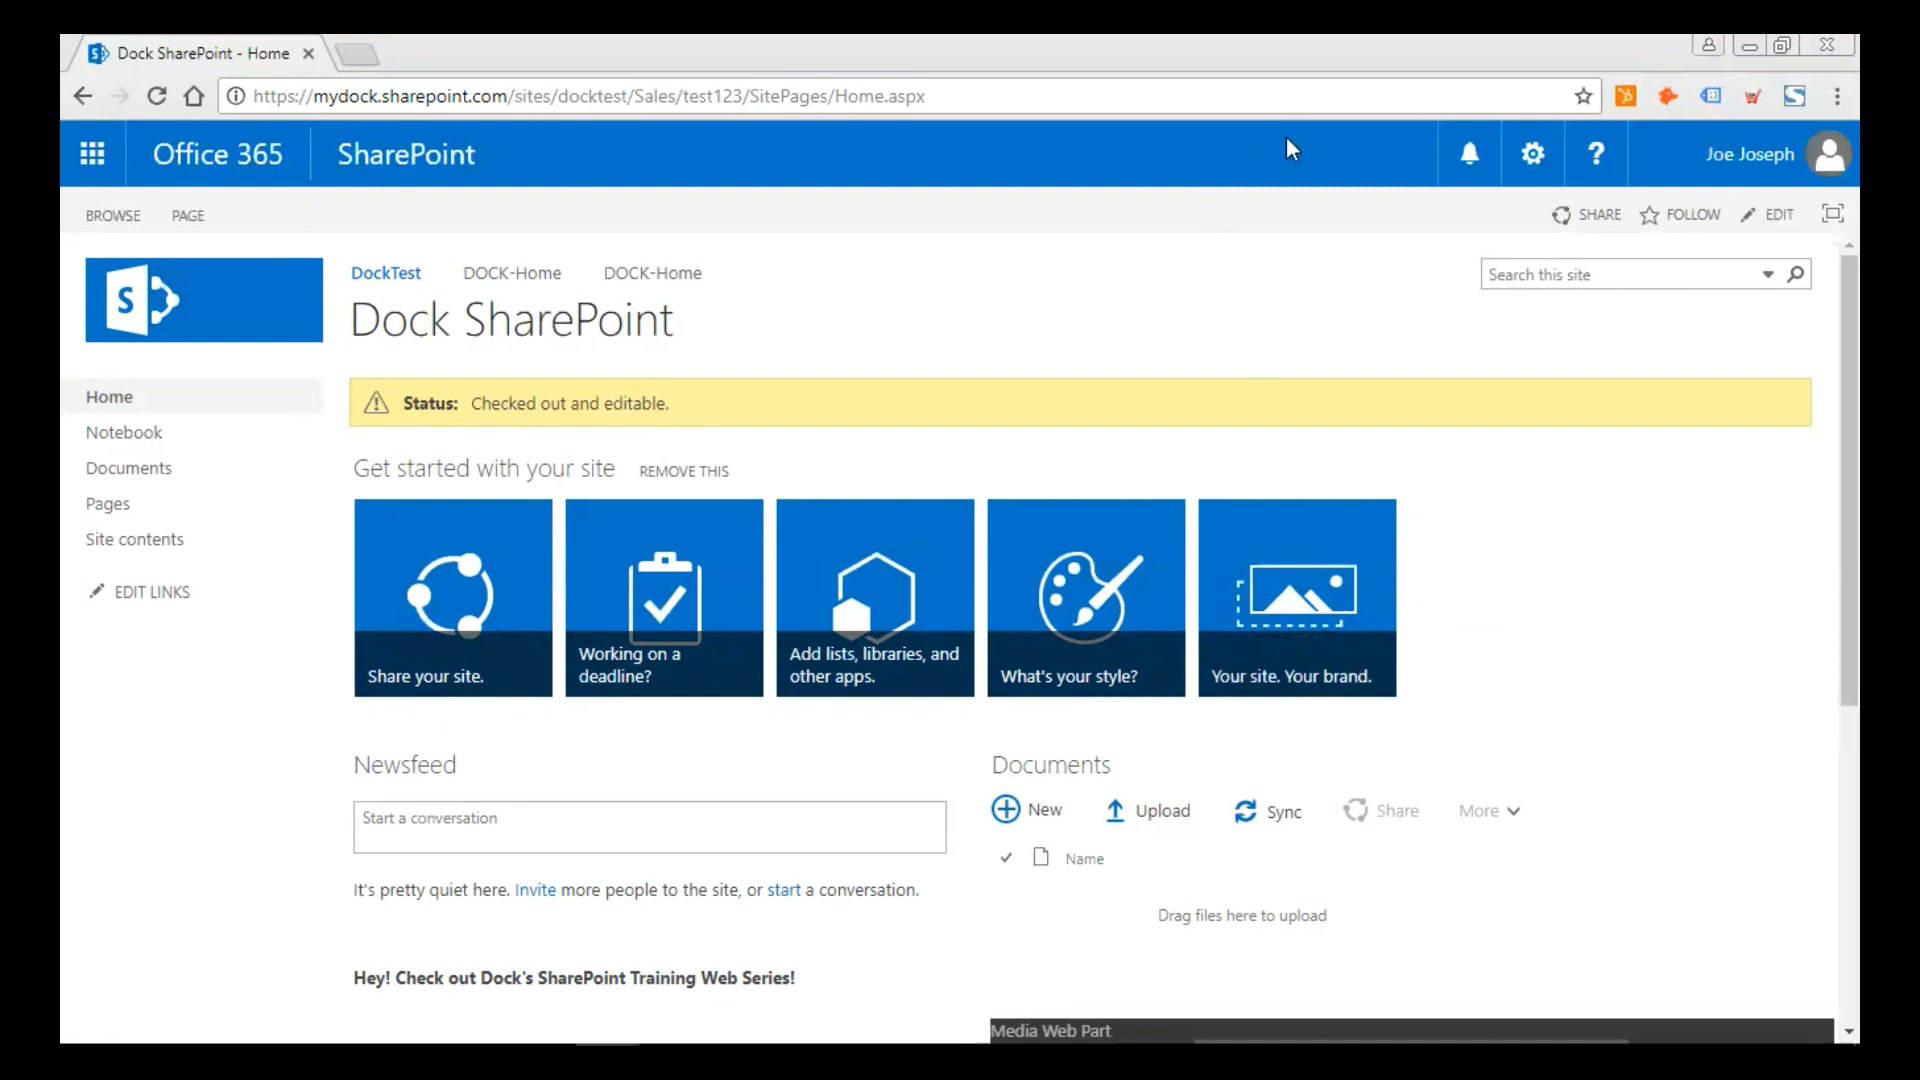 Dock SharePoint - Home
https://mydock.sharepoint.com/sites/docktest/Sales/test123/SitePages/Home.aspx
Office 365
SharePoint
?
Joe Joseph
BROWSE
PAGE
SHARE
FOLLOW
EDIT
S
DockTest
DOCK-Home
DOCK-Home
Search this site
Dock SharePoint
Home
Notebook
Documents
Pages
Site contents
EDIT LINKS
Status: Checked out and editable.
Get started with your site
REMOVE THIS
Share your site.
Working on a
deadline?
Add lists, libraries, and
other apps.
What's your style?
Your site. Your brand.
Newsfeed
Start a conversation
It's pretty quiet here. Invite more people to the site, or start a conversation.
Hey! Check out Dock's SharePoint Training Web Series!
Documents
New
Upload
Sync
Share
More
Name
Drag files here to upload
Media Web Part